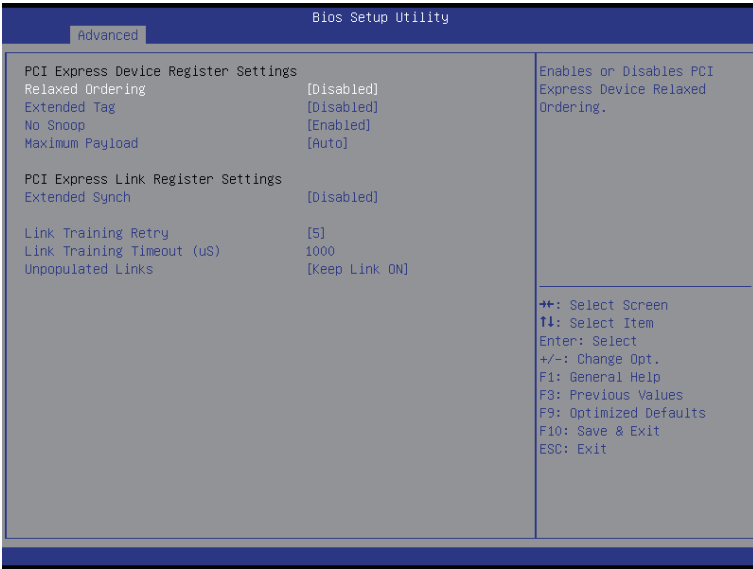 Bios Setup Utility
Advanced
PCI Express Device Register Settings
Relaxed Ordering [Disabled]
Extended Tag [Disabled]
No Snoop [Enabled]
Maximum Payload [Auto]
PCI Express Link Register Settings
Extended Synch [Disabled]
Link Training Retry [5]
Link Training Timeout (uS) 1000
Unpopulated Links [Keep Link ON]
Enables or Disables PCI
Express Device Relaxed
Ordering.
→←: Select Screen
↑↓: Select Item
Enter: Select
+/-: Change Opt.
F1: General Help
F3: Previous Values
F9: Optimized Defaults
F10: Save & Exit
ESC: Exit